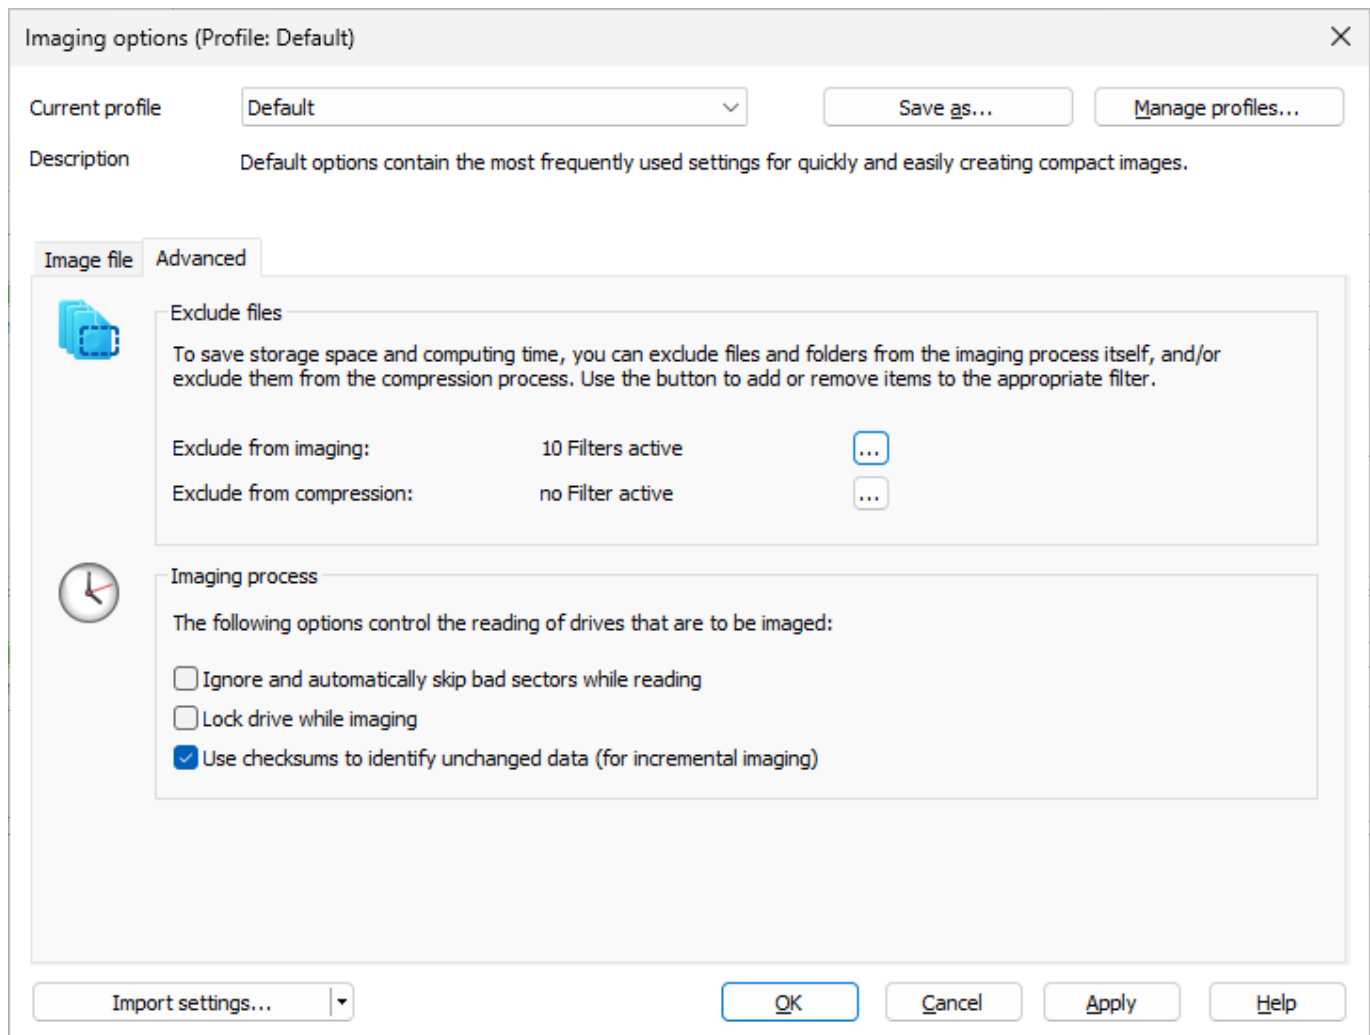 Imaging options (Profile: Default)
Current profile
Default
Save as...
Manage profiles...
Description
Default options contain the most frequently used settings for quickly and easily creating compact images.
Image file
Advanced
Exclude files
To save storage space and computing time, you can exclude files and folders from the imaging process itself, and/or
exclude them from the compression process. Use the button to add or remove items to the appropriate filter.
Exclude from imaging:
10 Filters active
...
Exclude from compression:
no Filter active
...
Imaging process
The following options control the reading of drives that are to be imaged:
Ignore and automatically skip bad sectors while reading
Lock drive while imaging
Use checksums to identify unchanged data (for incremental imaging)
Import settings...
OK
Cancel
Apply
Help